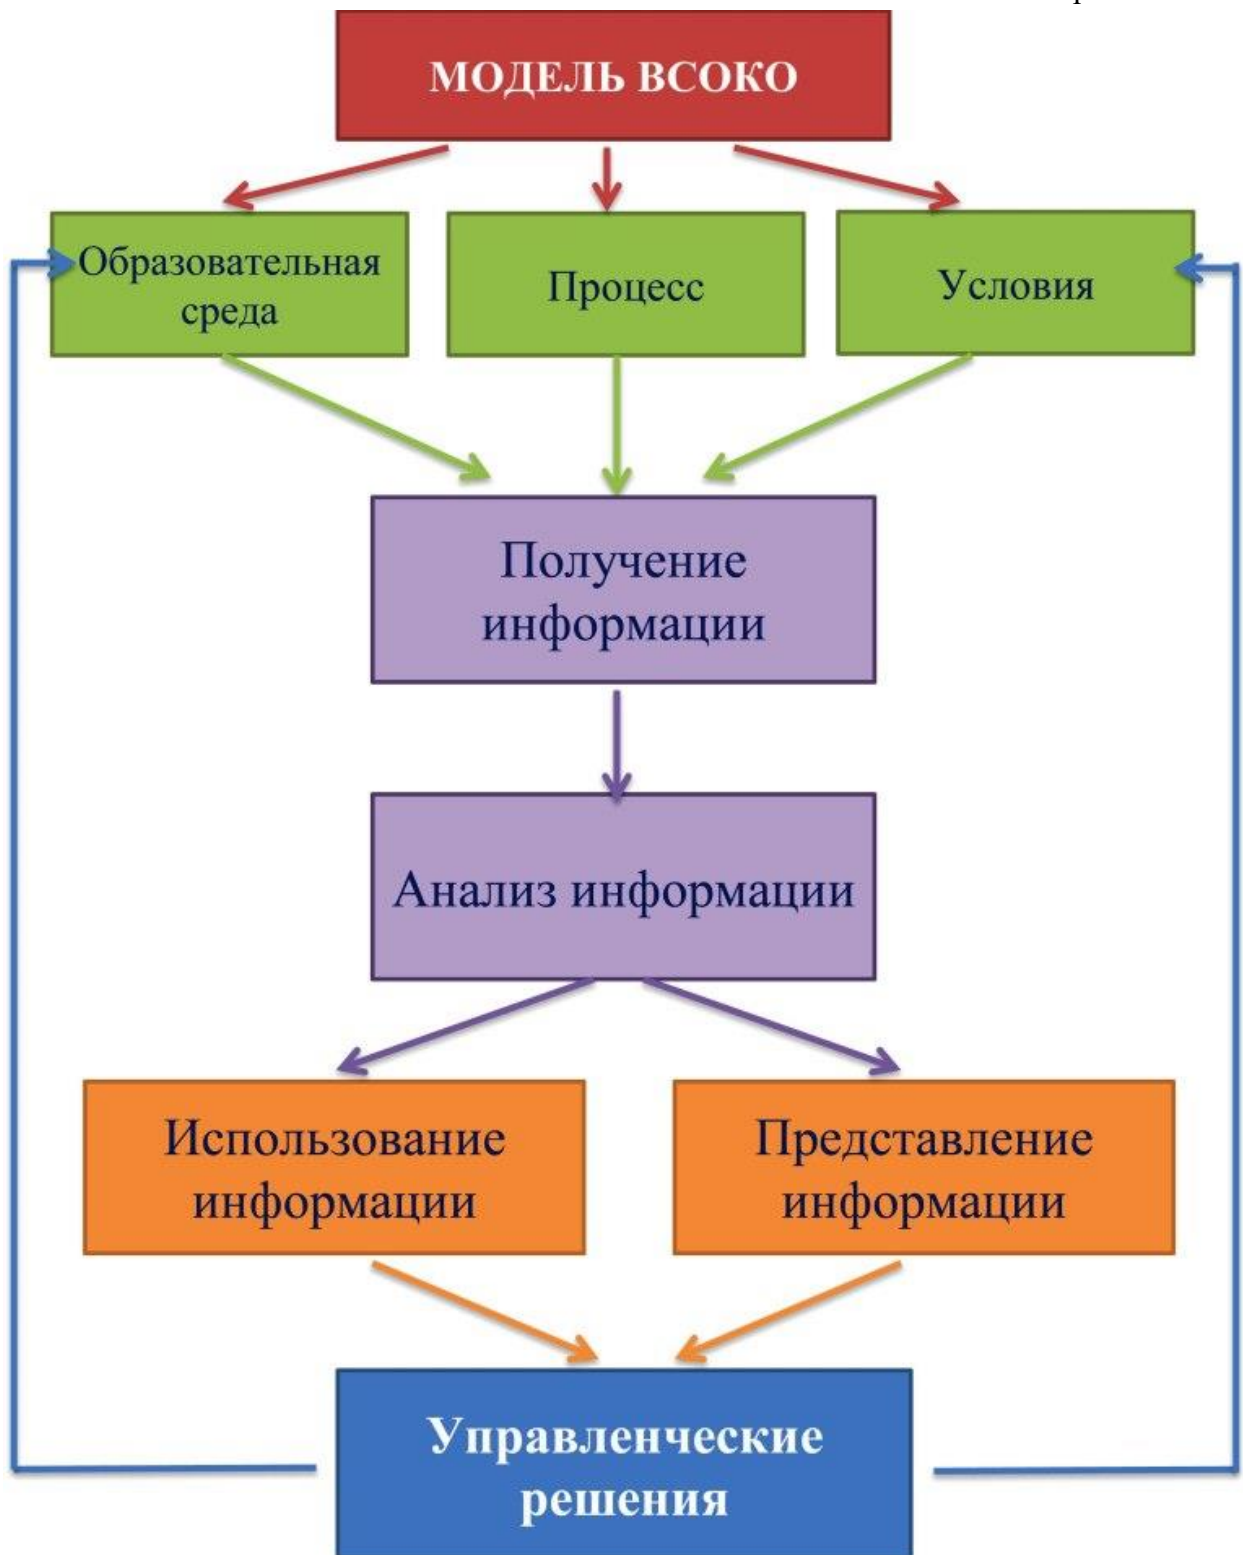 МОДЕЛЬ ВСОКО
Образовательная
среда
Процесс
Условия
Получение
информации
Анализ информации
Использование
информации
Представление
информации
Управленческие
решения